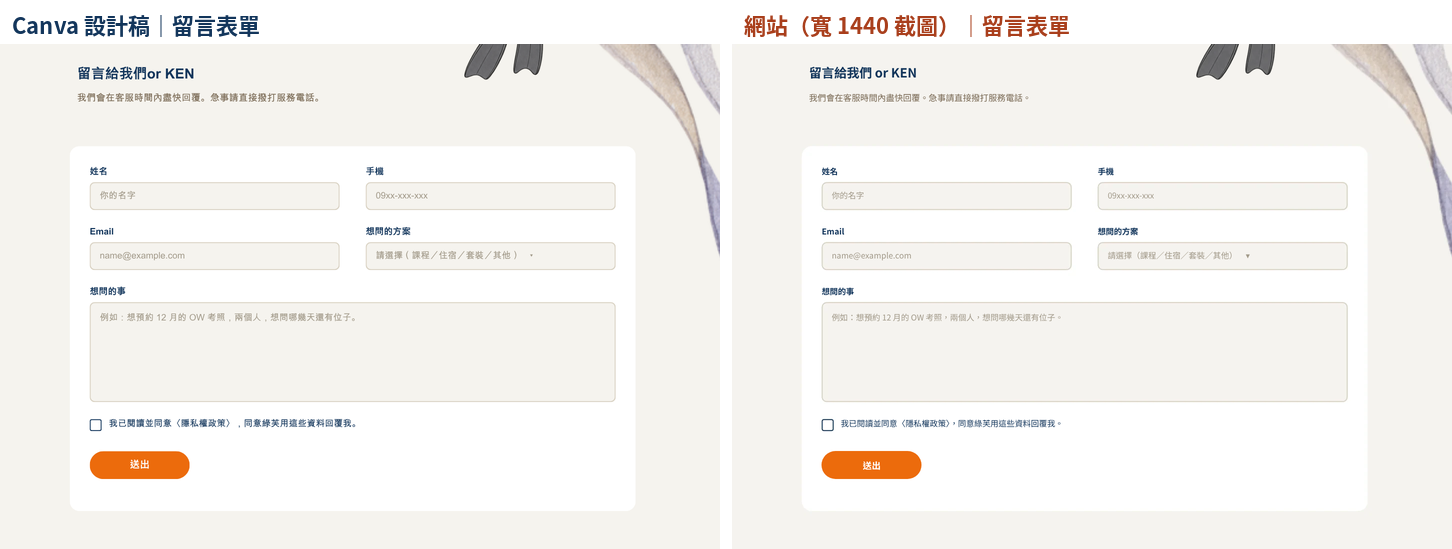 Canva 設計稿｜留言表單
留言給我們or KEN
我們會在客服時間內盡快回覆。急事請直接撥打服務電話。
姓名
手機
你的名字
09xx-xxx-xxx
Email
想問的方案
name@example.com
請選擇（課程／住宿／套裝／其他）
想問的事
例如：想預約 12 月的 OW 考照，兩個人，想問哪幾天還有位子。
我已閱讀並同意〈隱私權政策〉，同意綠芙用這些資料回覆我。
送出
網站（寬 1440 截圖）｜留言表單
留言給我們 or KEN
我們會在客服時間內盡快回覆。急事請直接撥打服務電話。
姓名
手機
你的名字
09xx-xxx-xxx
Email
想問的方案
name@example.com
請選擇（課程／住宿／套裝／其他） ▾
想問的事
例如：想預約 12 月的 OW 考照，兩個人，想問哪幾天還有位子。
我已閱讀並同意〈隱私權政策〉，同意綠芙用這些資料回覆我。
送出